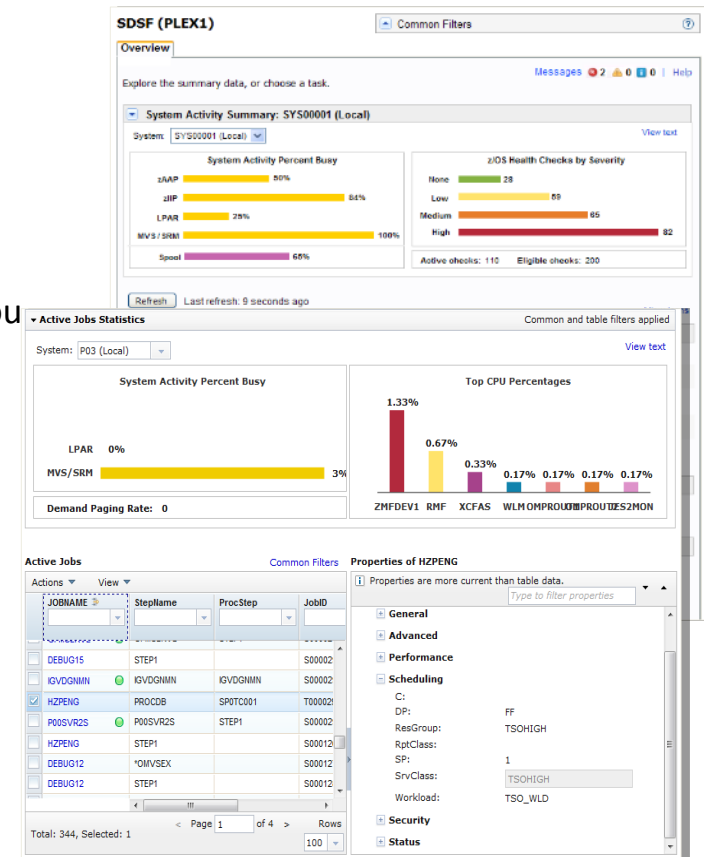 SDSF (PLEX1)
Common Filters
Overview
Messages 2 0 0 | Help
Explore the summary data, or choose a task.
System Activity Summary: SYS00001 (Local)
System: SYS00001 (Local)
View text
System Activity Percent Busy
zAAP 50%
zIIP 84%
LPAR 25%
MVS / SRM 100%
Spool 65%
z/OS Health Checks by Severity
None 28
Low 59
Medium 65
High 82
Active checks: 110 Eligible checks: 200
Refresh Last refresh: 9 seconds ago
ou
Active Jobs Statistics
Common and table filters applied
System: P03 (Local)
View text
System Activity Percent Busy
LPAR 0%
MVS/SRM 3%
Demand Paging Rate: 0
Top CPU Percentages
1.33%
0.67%
0.33%
0.17% 0.17% 0.17% 0.17%
ZMFDEV1 RMF XCFAS WLM
Active Jobs
Common Filters
Actions View
JOBNAME StepName ProcStep JobID
DEBUG15 STEP1 S00002
IGVDGNMN IGVDGNMN IGVDGNMN S00002
HZPENG PROCDB SP0TC001 T00002
P00SVR2S P00SVR2S STEP1 S00002
HZPENG STEP1 S00012
DEBUG12 *OMVSEX S00012
DEBUG12 STEP1 S00012
Total: 344, Selected: 1
< Page 1 of 4 >
Rows
100
Properties of HZPENG
Properties are more current than table data.
Type to filter properties
General
Advanced
Performance
Scheduling
C:
DP: FF
ResGroup: TSOHIGH
RptClass:
SP: 1
SrvClass: TSOHIGH
Workload: TSO_WLD
Security
Status